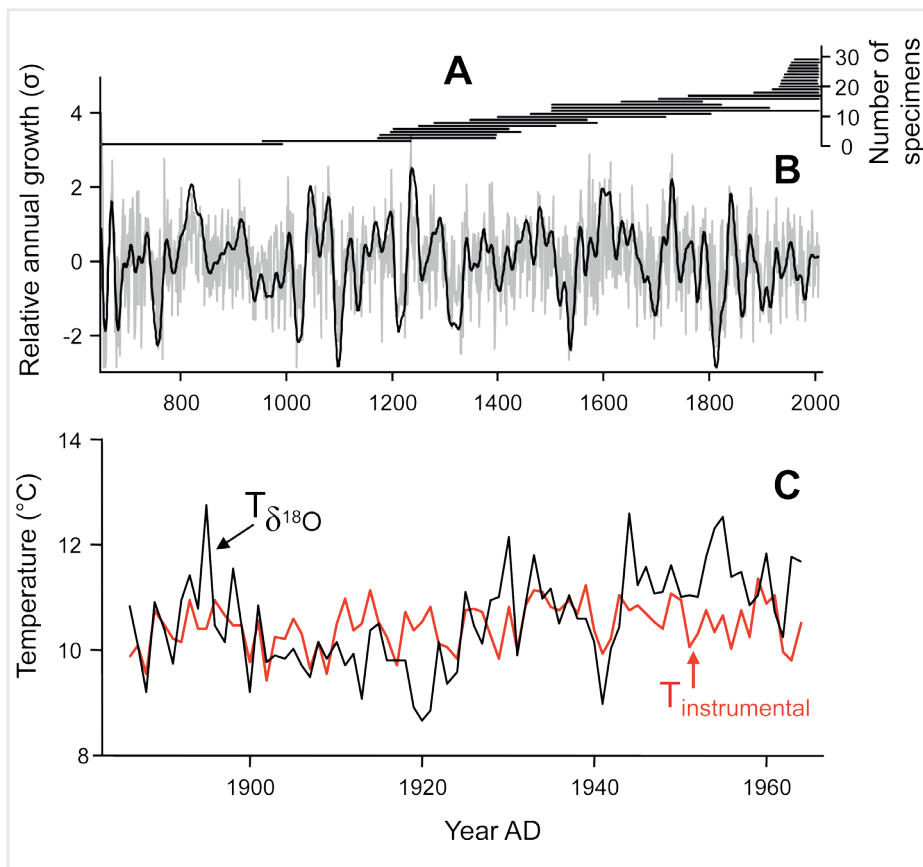 A
30
20
10
0
Number of
specimens
B
Relative annual growth (σ)
4
2
0
-2
800
1000
1200
1400
1600
1800
2000
C
Temperature (°C)
14
12
10
8
Tδ18O
Tinstrumental
1900
1920
1940
1960
Year AD